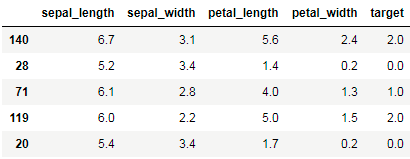 sepal_length sepal_width petal_length petal_width target
140 6.7 3.1 5.6 2.4 2.0
28 5.2 3.4 1.4 0.2 0.0
71 6.1 2.8 4.0 1.3 1.0
119 6.0 2.2 5.0 1.5 2.0
20 5.4 3.4 1.7 0.2 0.0